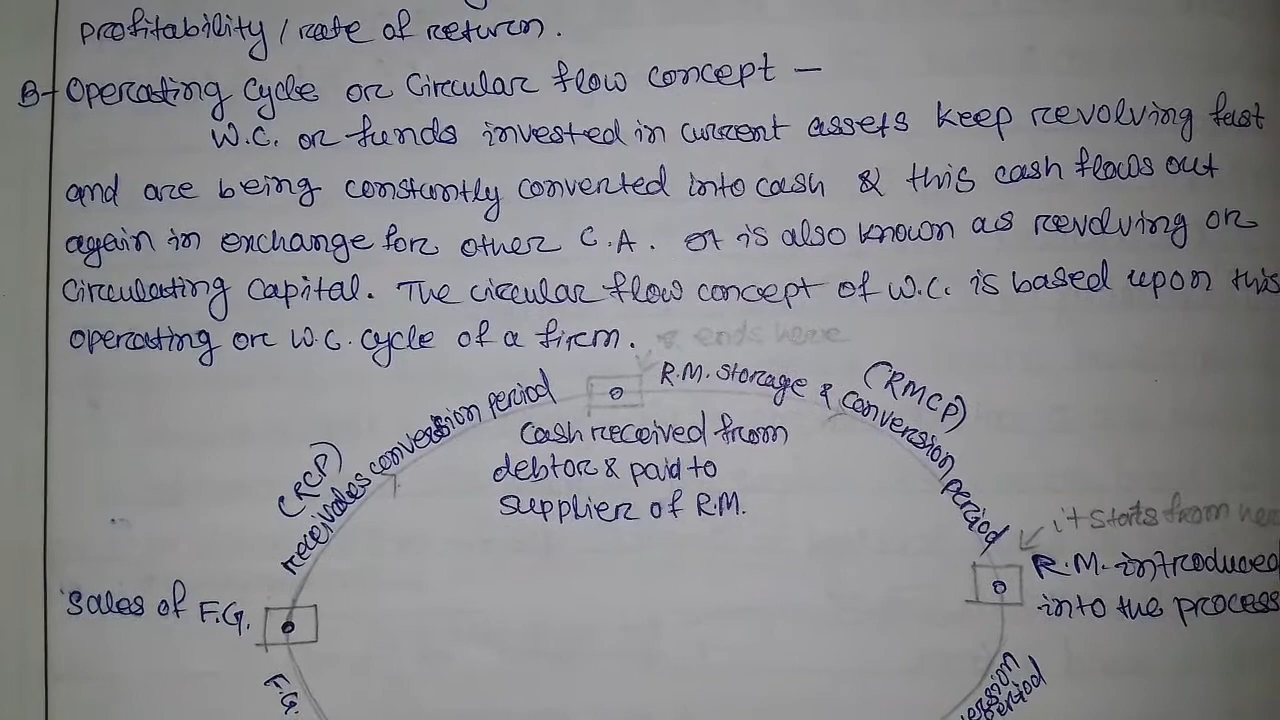 profitability / rate of return.
B- Operating Cycle or Circular flow concept -
W.C. or funds invested in current assets keep revolving fast
and are being constantly converted into cash & this cash flows out
again in exchange for other C.A. It is also known as revolving or
Circulating Capital. The circular flow concept of W.C. is based upon this
operating or W.C. cycle of a firm.
ends here
R.M. storage & conversion period
(RMCP)
(RCP)
receivables conversion period
Cash received from
debtor & paid to
supplier of R.M.
it starts from
R.M. introduced
into the process
Sales of F.G.
F.G.
period